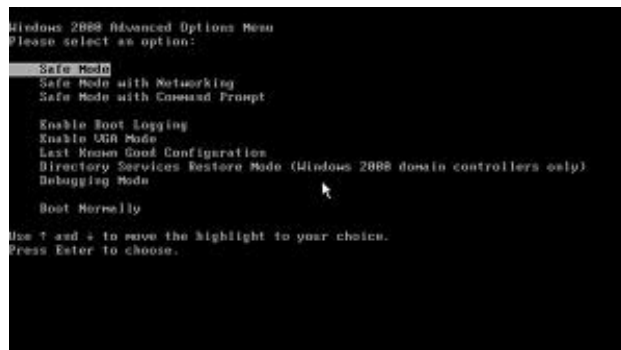 Windows 2000 Advanced Options Menu
Please select an option:
Safe Mode
Safe Mode with Networking
Safe Mode with Command Prompt
Enable Boot Logging
Enable VGA Mode
Last Known Good Configuration
Directory Services Restore Mode (Windows 2000 domain controllers only)
Debugging Mode
Boot Normally
Use ↑ and ↓ to move the highlight to your choice.
Press Enter to choose.